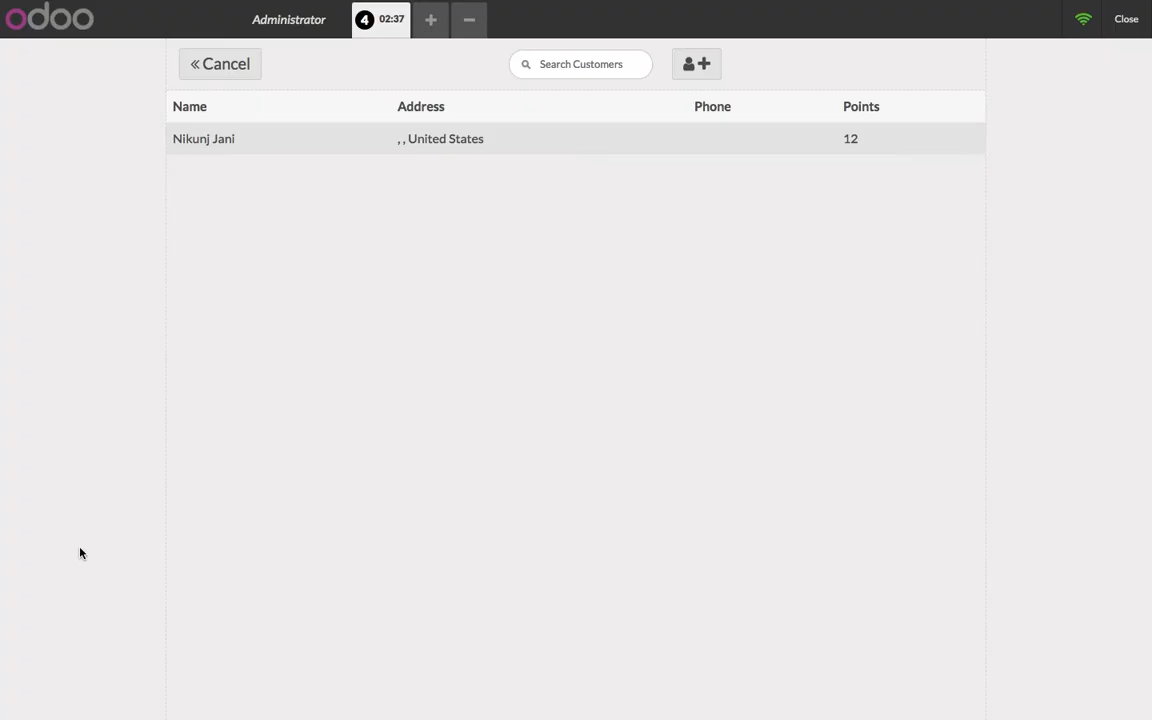 odoo Administrator 4 02:37 + − Close
« Cancel Search Customers
Name Address Phone Points
Nikunj Jani , , United States 12